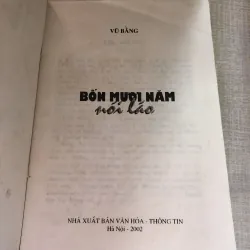 VŨ BẰNG
BỐN MƯƠI NĂM
nói láo
NHÀ XUẤT BẢN VĂN HÓA - THÔNG TIN
Hà Nội - 2002